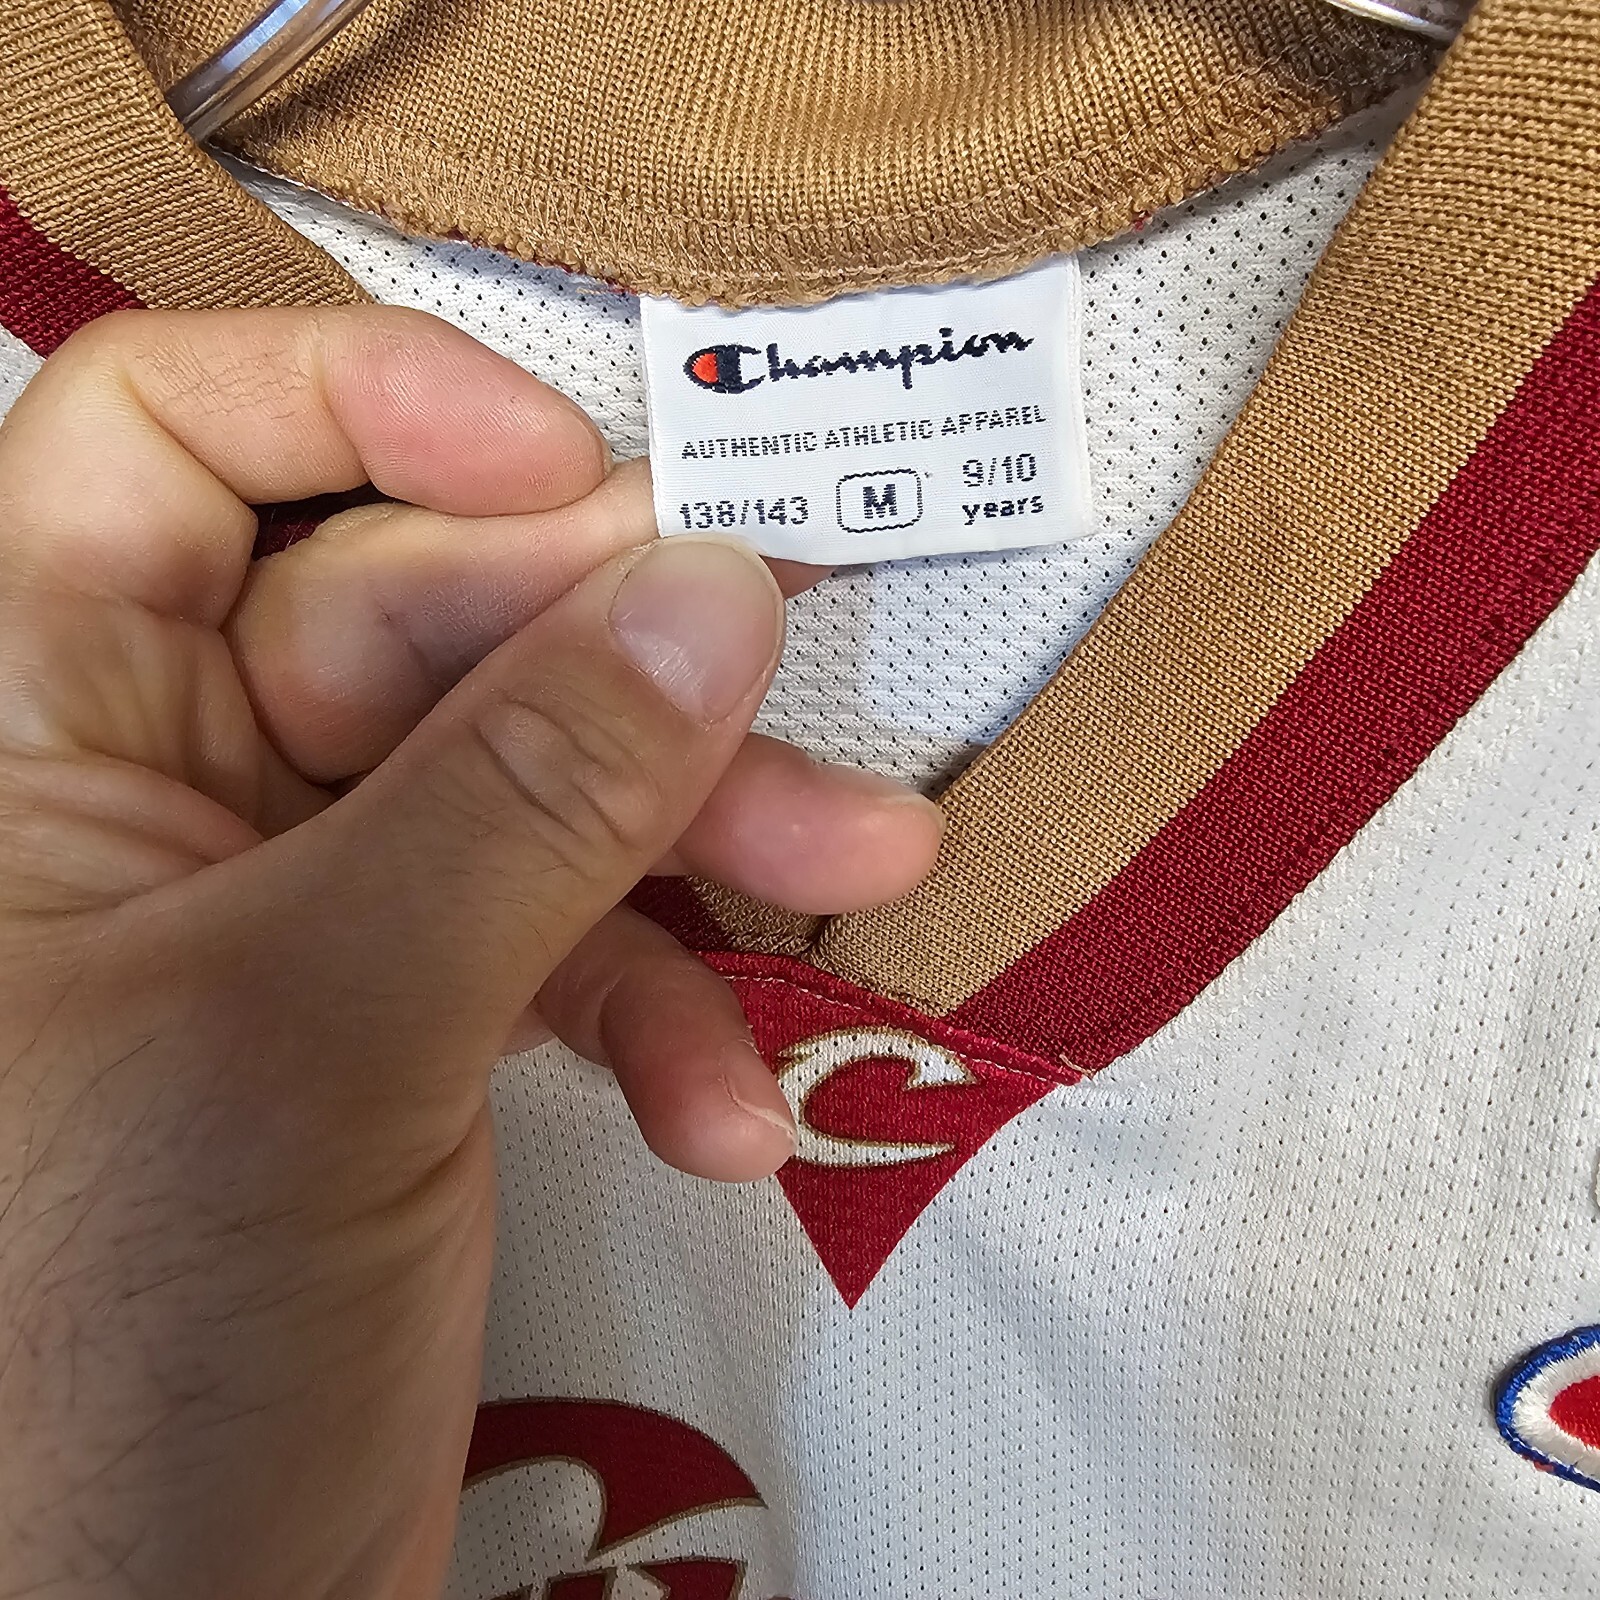 Champion
AUTHENTIC ATHLETIC APPAREL
138/143 M 9/10 years
C